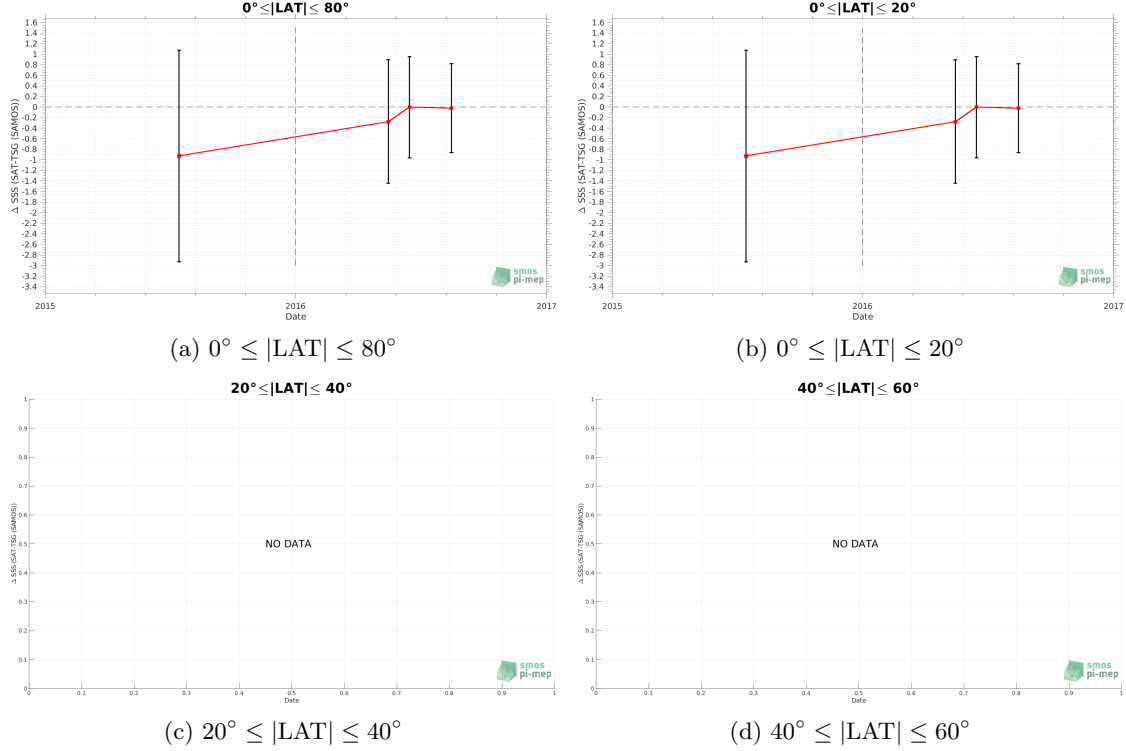 0°≤|LAT|≤ 80°
1.6
1.4
1.2
1
0.8
0.6
0.4
0.2
0
-0.2
-0.4
-0.6
-0.8
-1
-1.2
-1.4
-1.6
-1.8
-2
-2.2
-2.4
-2.6
-2.8
-3
-3.2
-3.4
Δ SSS (SAT-TSG (SAMOS))
smos
pi-mep
2015 2016 2017
Date
(a) 0° ≤ |LAT| ≤ 80°
0°≤|LAT|≤ 20°
1.6
1.4
1.2
1
0.8
0.6
0.4
0.2
0
-0.2
-0.4
-0.6
-0.8
-1
-1.2
-1.4
-1.6
-1.8
-2
-2.2
-2.4
-2.6
-2.8
-3
-3.2
-3.4
Δ SSS (SAT-TSG (SAMOS))
smos
pi-mep
2015 2016 2017
Date
(b) 0° ≤ |LAT| ≤ 20°
20°≤|LAT|≤ 40°
1
0.9
0.8
0.7
0.6
0.5
0.4
0.3
0.2
0.1
0
Δ SSS (SAT-TSG (SAMOS))
NO DATA
smos
pi-mep
0 0.1 0.2 0.3 0.4 0.5 0.6 0.7 0.8 0.9 1
Date
(c) 20° ≤ |LAT| ≤ 40°
40°≤|LAT|≤ 60°
1
0.9
0.8
0.7
0.6
0.5
0.4
0.3
0.2
0.1
0
Δ SSS (SAT-TSG (SAMOS))
NO DATA
smos
pi-mep
0 0.1 0.2 0.3 0.4 0.5 0.6 0.7 0.8 0.9 1
Date
(d) 40° ≤ |LAT| ≤ 60°